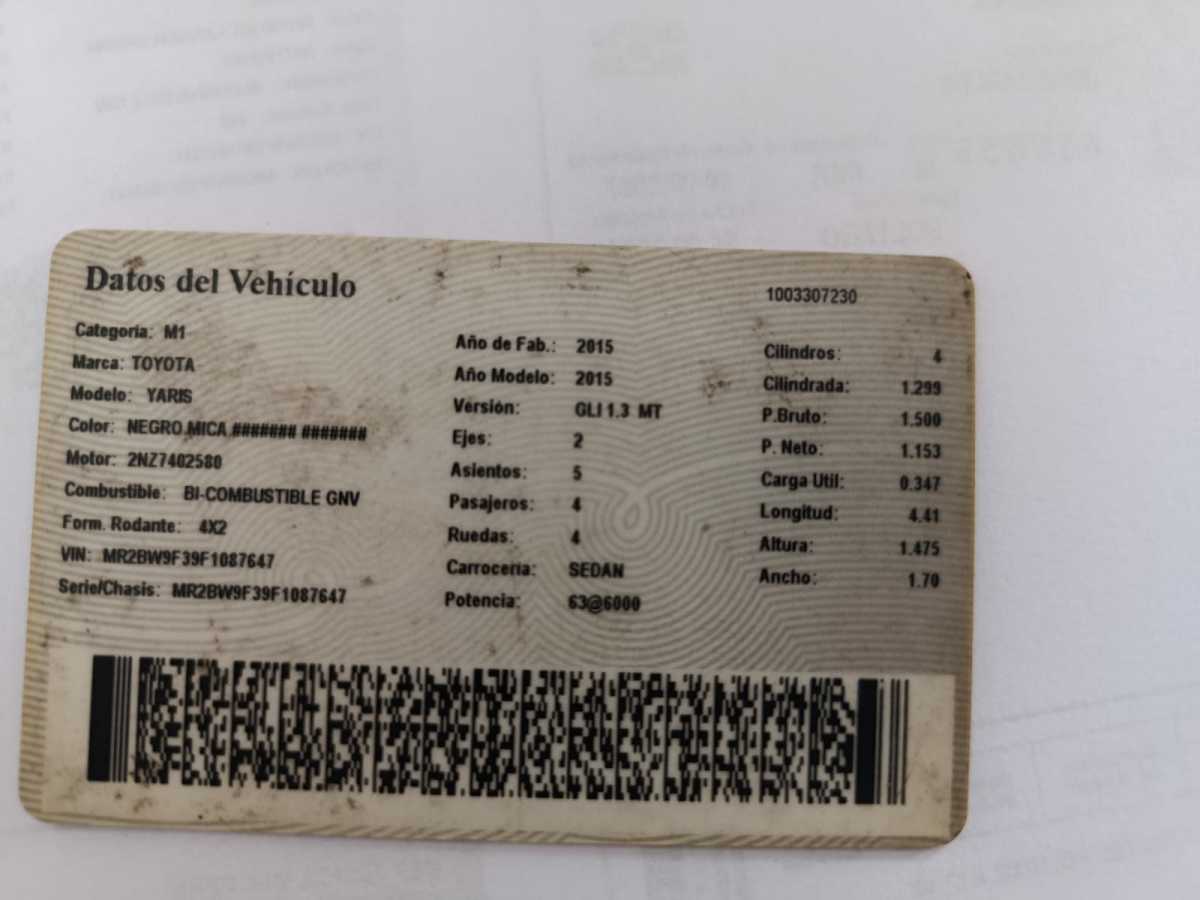 Datos del Vehículo
1003307230
Categoría: M1
Marca: TOYOTA
Modelo: YARIS
Color: NEGRO MICA ####### #######
Motor: 2NZ7402580
Combustible: BI-COMBUSTIBLE GNV
Form. Rodante: 4X2
VIN: MR2BW9F39F1087647
Serie/Chasis: MR2BW9F39F1087647
Año de Fab.: 2015
Año Modelo: 2015
Versión: GLI 1.3 MT
Ejes: 2
Asientos: 5
Pasajeros: 4
Ruedas: 4
Carrocería: SEDAN
Potencia: 63@6000
Cilindros: 4
Cilindrada: 1.299
P.Bruto: 1.500
P. Neto: 1.153
Carga Util: 0.347
Longitud: 4.41
Altura: 1.475
Ancho: 1.70